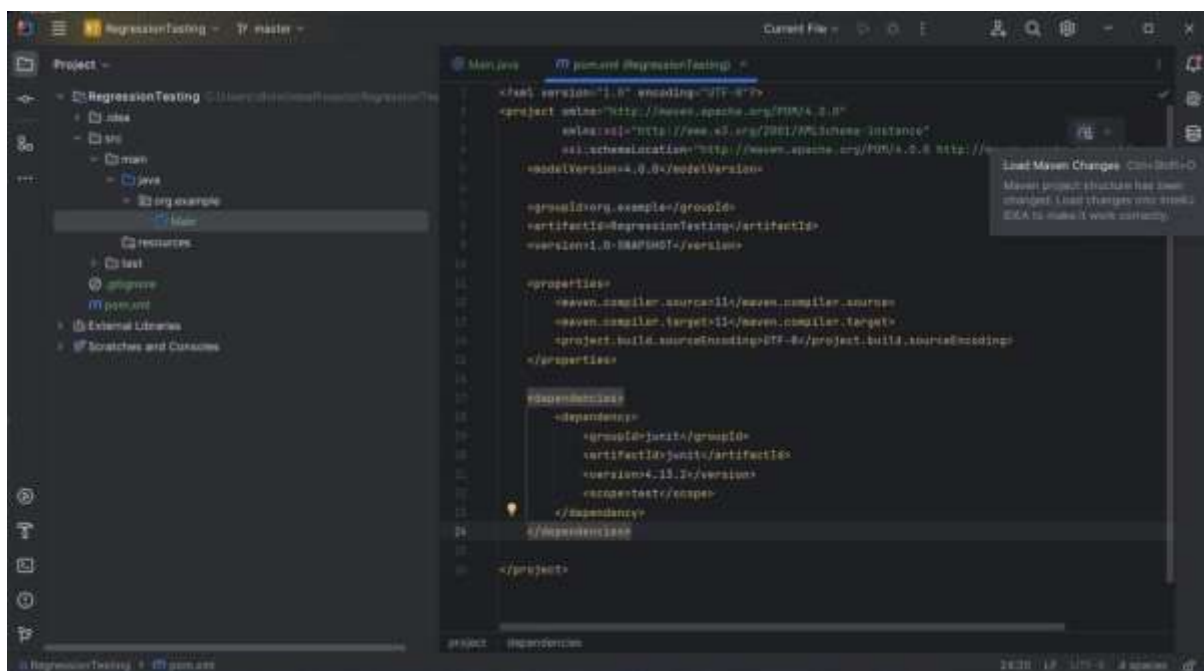 RegressionTesting
master
Current File
Project
Main.java
pom.xml (RegressionTesting)
RegressionTesting
.idea
src
main
java
org.example
Main
resources
test
.gitignore
pom.xml
External Libraries
Scratches and Consoles
<?xml version="1.0" encoding="UTF-8"?>
<project xmlns="http://maven.apache.org/POM/4.0.0"
xmlns:xsi="http://www.w3.org/2001/XMLSchema-instance"
xsi:schemaLocation="http://maven.apache.org/POM/4.0.0 http://
<modelVersion>4.0.0</modelVersion>
<groupId>org.example</groupId>
<artifactId>RegressionTesting</artifactId>
<version>1.0-SNAPSHOT</version>
<properties>
<maven.compiler.source>11</maven.compiler.source>
<maven.compiler.target>11</maven.compiler.target>
<project.build.sourceEncoding>UTF-8</project.build.sourceEncoding>
</properties>
<dependencies>
<dependency>
<groupId>junit</groupId>
<artifactId>junit</artifactId>
<version>4.13.2</version>
<scope>test</scope>
</dependency>
24 </dependencies>
</project>
Load Maven Changes Ctrl+Shift+O
Maven project structure has been
changed. Load changes into IntelliJ
IDEA to make it work correctly.
project dependencies
RegressionTesting pom.xml
24:20 LF UTF-8 4 spaces